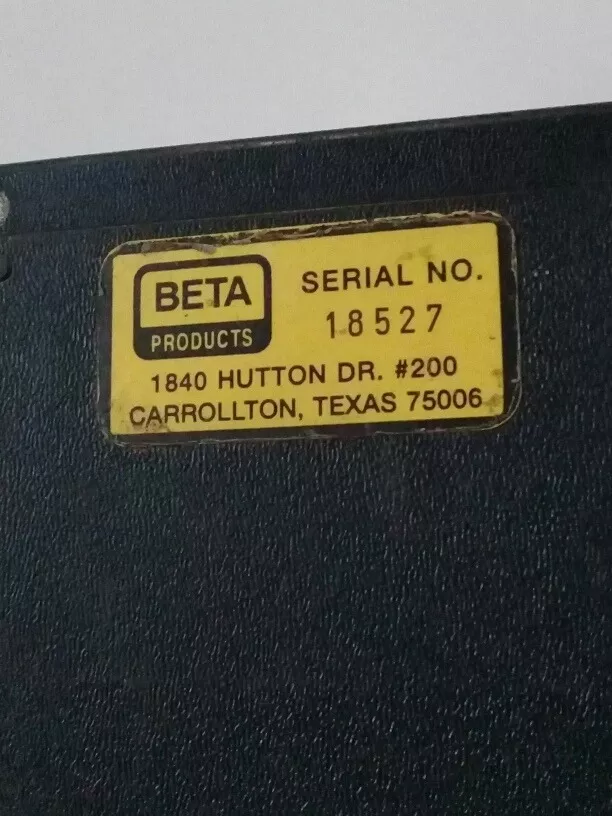 BETA
PRODUCTS
SERIAL NO.
18527
1840 HUTTON DR. #200
CARROLLTON, TEXAS 75006